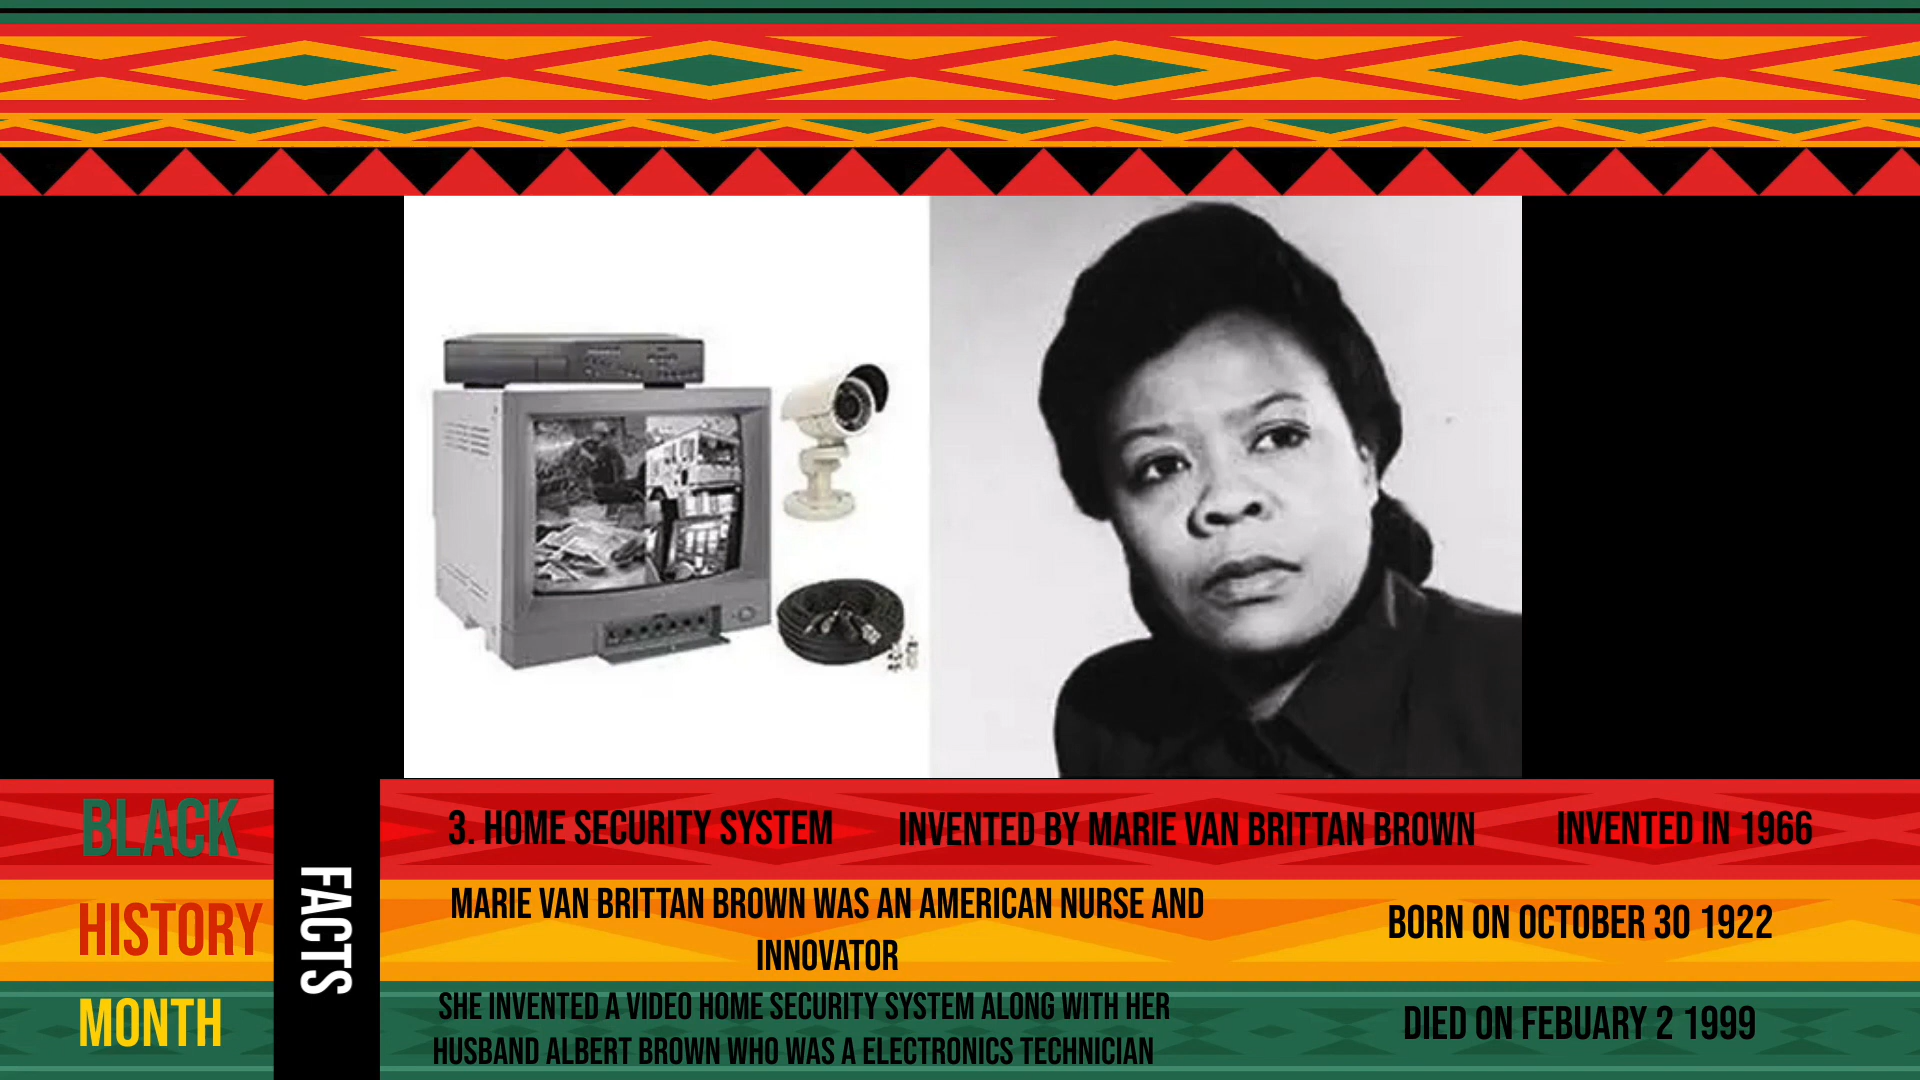 BLACK
HISTORY
MONTH
FACTS
3. HOME SECURITY SYSTEM
INVENTED BY MARIE VAN BRITTAN BROWN
INVENTED IN 1966
MARIE VAN BRITTAN BROWN WAS AN AMERICAN NURSE AND
INNOVATOR
BORN ON OCTOBER 30 1922
SHE INVENTED A VIDEO HOME SECURITY SYSTEM ALONG WITH HER
HUSBAND ALBERT BROWN WHO WAS A ELECTRONICS TECHNICIAN
DIED ON FEBUARY 2 1999